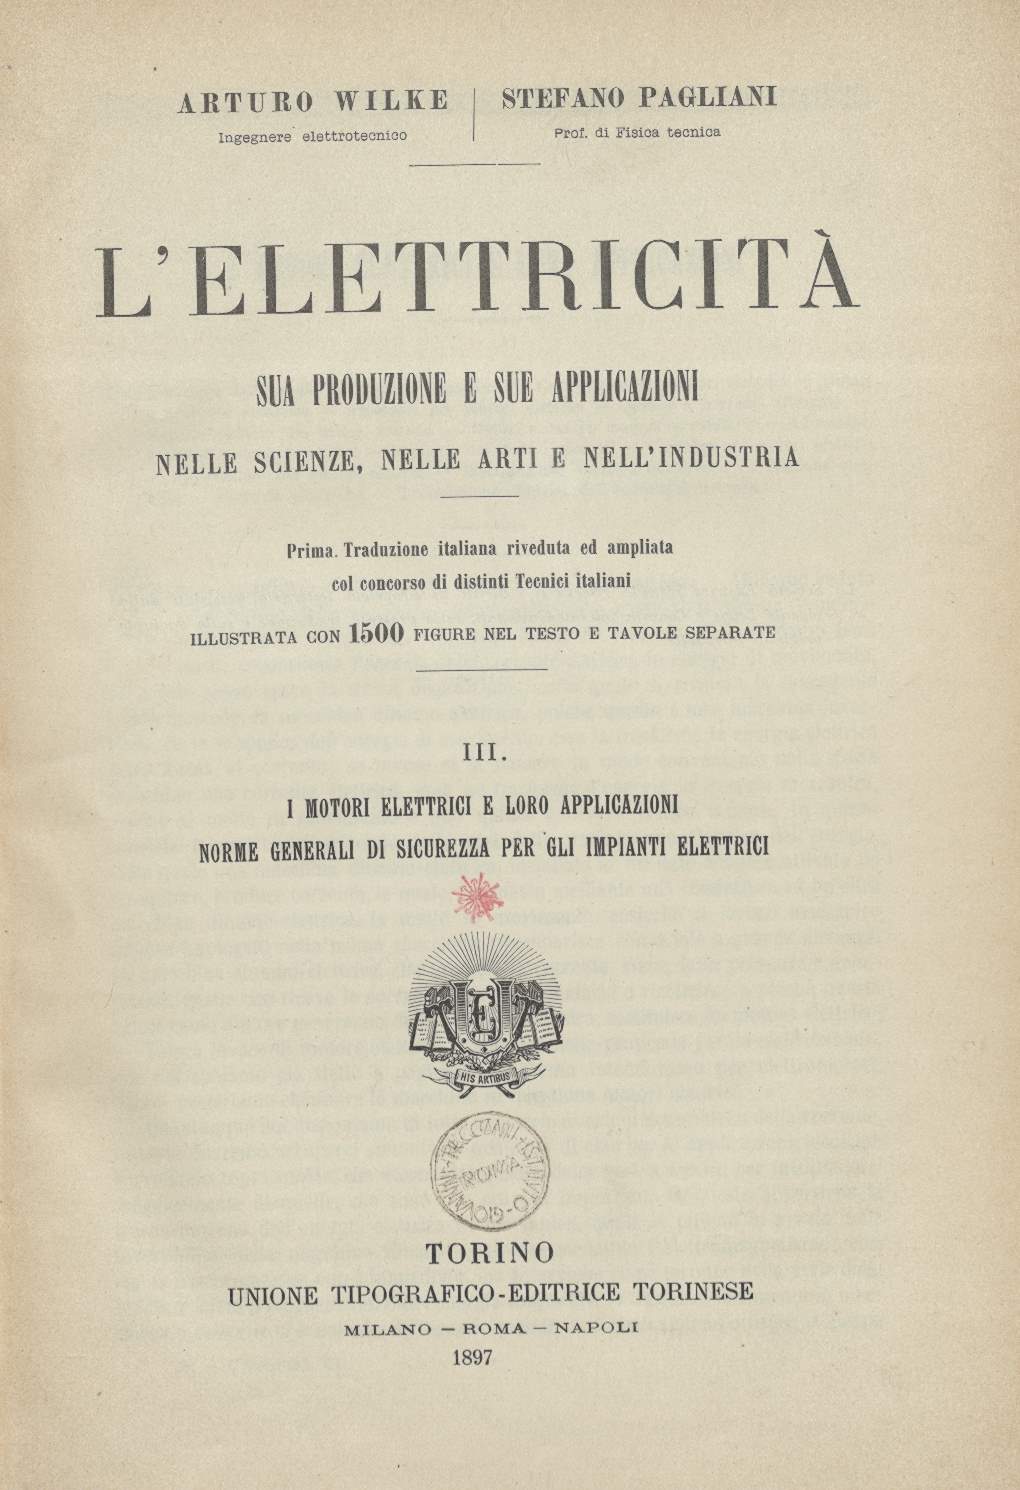 ARTURO WILKE
Ingegnere elettrotecnico
STEFANO PAGLIANI
Prof. di Fisica tecnica
L'ELETTRICITÀ
SUA PRODUZIONE E SUE APPLICAZIONI
NELLE SCIENZE, NELLE ARTI E NELL'INDUSTRIA
Prima Traduzione italiana riveduta ed ampliata
col concorso di distinti Tecnici italiani
ILLUSTRATA CON 1500 FIGURE NEL TESTO E TAVOLE SEPARATE
III.
I MOTORI ELETTRICI E LORO APPLICAZIONI
NORME GENERALI DI SICUREZZA PER GLI IMPIANTI ELETTRICI
UTE
HIS ARTIBUS
ROMA
TORINO
UNIONE TIPOGRAFICO-EDITRICE TORINESE
MILANO — ROMA — NAPOLI
1897